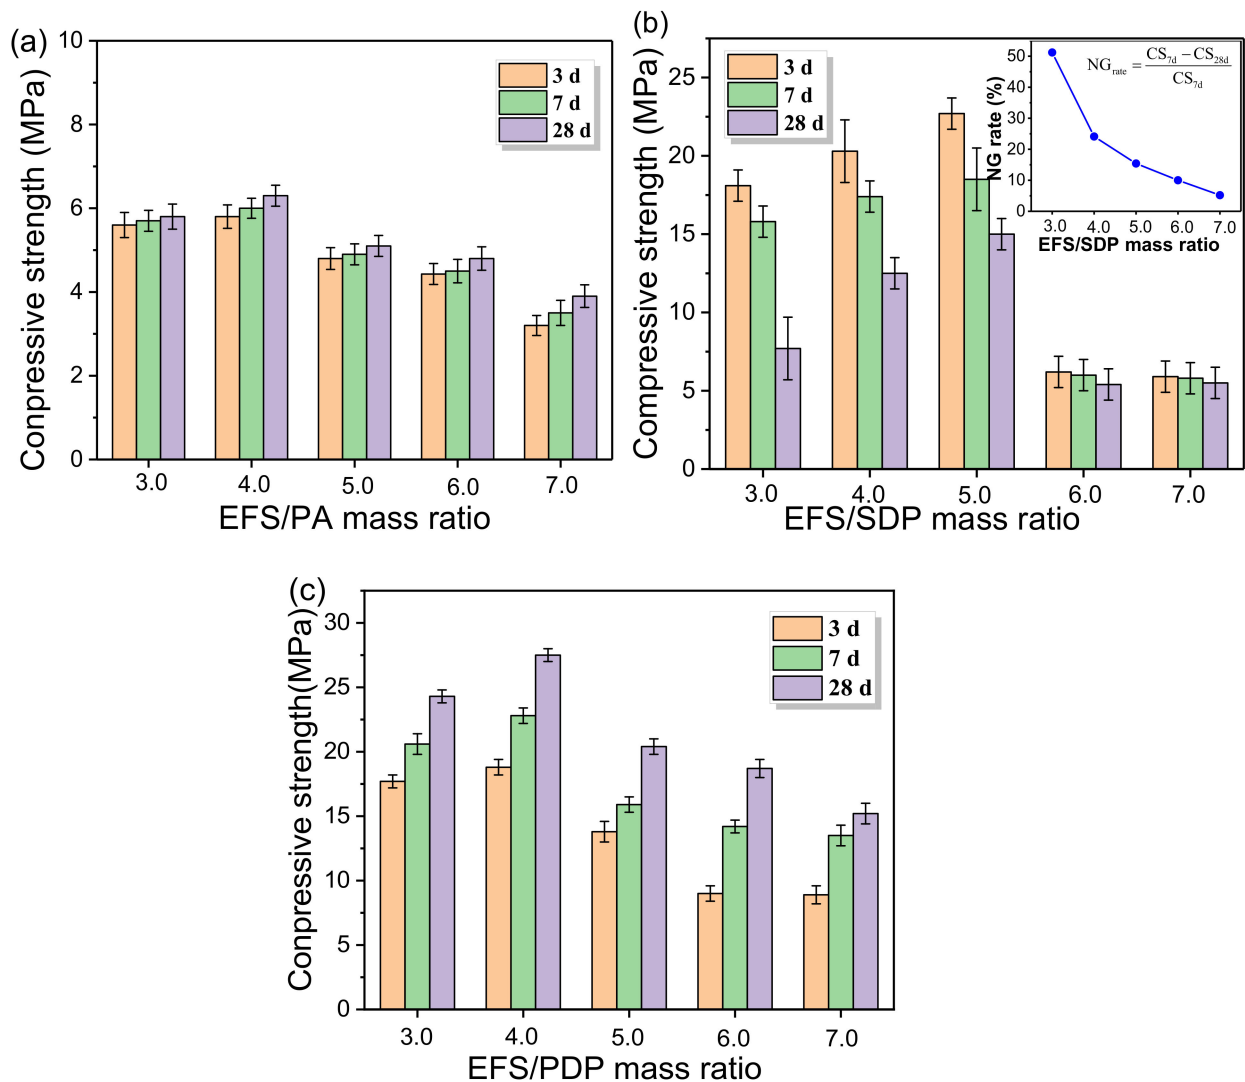 (a)
Conpressive strength (MPa)
10
8
6
4
2
0
3 d
7 d
28 d
3.0 4.0 5.0 6.0 7.0
EFS/PA mass ratio
(b)
Compressive strength (MPa)
25
20
15
10
5
0
3 d
7 d
28 d
3.0 4.0 5.0 6.0 7.0
EFS/SDP mass ratio
NG rate (%)
50
40
30
20
10
0
NGrate = CS7d − CS28d
CS7d
3.0 4.0 5.0 6.0 7.0
EFS/SDP mass ratio
(c)
Conpressive strength(MPa)
30
25
20
15
10
5
0
3 d
7 d
28 d
3.0 4.0 5.0 6.0 7.0
EFS/PDP mass ratio